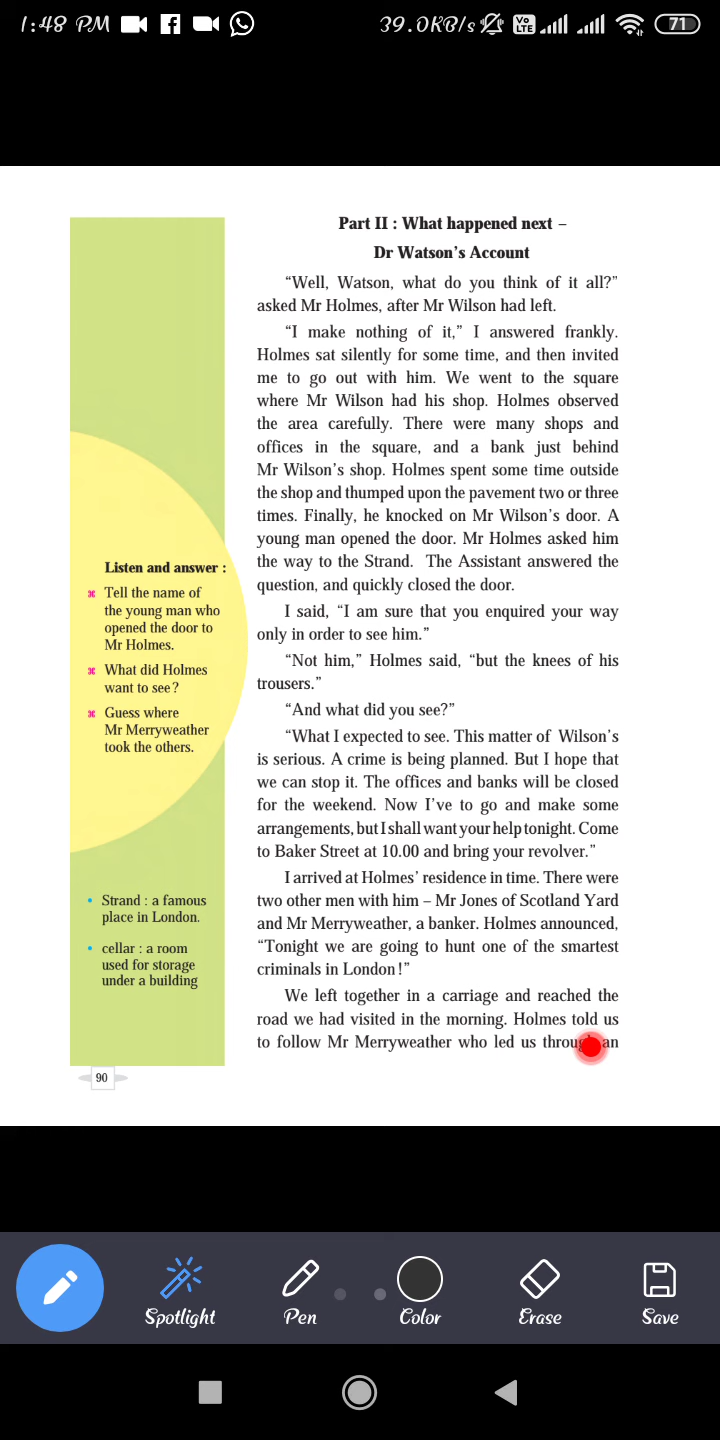 1:48 PM
39.0KB/s
Vo LTE
71
Part II : What happened next –
Dr Watson's Account
“Well, Watson, what do you think of it all?”
asked Mr Holmes, after Mr Wilson had left.
“I make nothing of it,” I answered frankly.
Holmes sat silently for some time, and then invited
me to go out with him. We went to the square
where Mr Wilson had his shop. Holmes observed
the area carefully. There were many shops and
offices in the square, and a bank just behind
Mr Wilson's shop. Holmes spent some time outside
the shop and thumped upon the pavement two or three
times. Finally, he knocked on Mr Wilson's door. A
young man opened the door. Mr Holmes asked him
the way to the Strand. The Assistant answered the
question, and quickly closed the door.
I said, “I am sure that you enquired your way
only in order to see him.”
“Not him,” Holmes said, “but the knees of his
trousers.”
“And what did you see?”
“What I expected to see. This matter of Wilson's
is serious. A crime is being planned. But I hope that
we can stop it. The offices and banks will be closed
for the weekend. Now I've to go and make some
arrangements, but I shall want your help tonight. Come
to Baker Street at 10.00 and bring your revolver.”
I arrived at Holmes' residence in time. There were
two other men with him – Mr Jones of Scotland Yard
and Mr Merryweather, a banker. Holmes announced,
“Tonight we are going to hunt one of the smartest
criminals in London!”
We left together in a carriage and reached the
road we had visited in the morning. Holmes told us
to follow Mr Merryweather who led us through an
Listen and answer :
Tell the name of
the young man who
opened the door to
Mr Holmes.
What did Holmes
want to see?
Guess where
Mr Merryweather
took the others.
• Strand : a famous
place in London.
• cellar : a room
used for storage
under a building
90
Spotlight
Pen
Color
Erase
Save